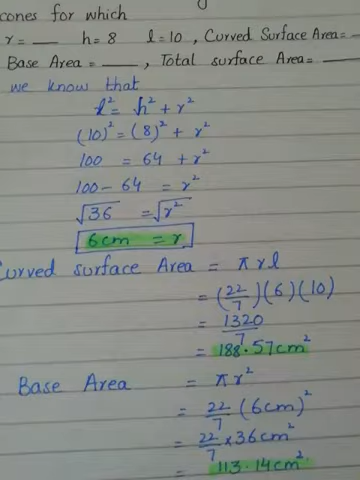 cones for which
r = ___ h = 8 l = 10 , Curved Surface Area =
Base Area = ___ , Total surface Area = ___
we know that
l² = h² + r²
(10)² = (8)² + r²
100 = 64 + r²
100 - 64 = r²
√36 = √r²
6cm = r
Curved surface Area = π r l
= (22/7)(6)(10)
= 1320/7
= 188.57cm²
Base Area = π r²
= 22/7 (6cm)²
= 22/7 × 36cm²
= 113.14cm²